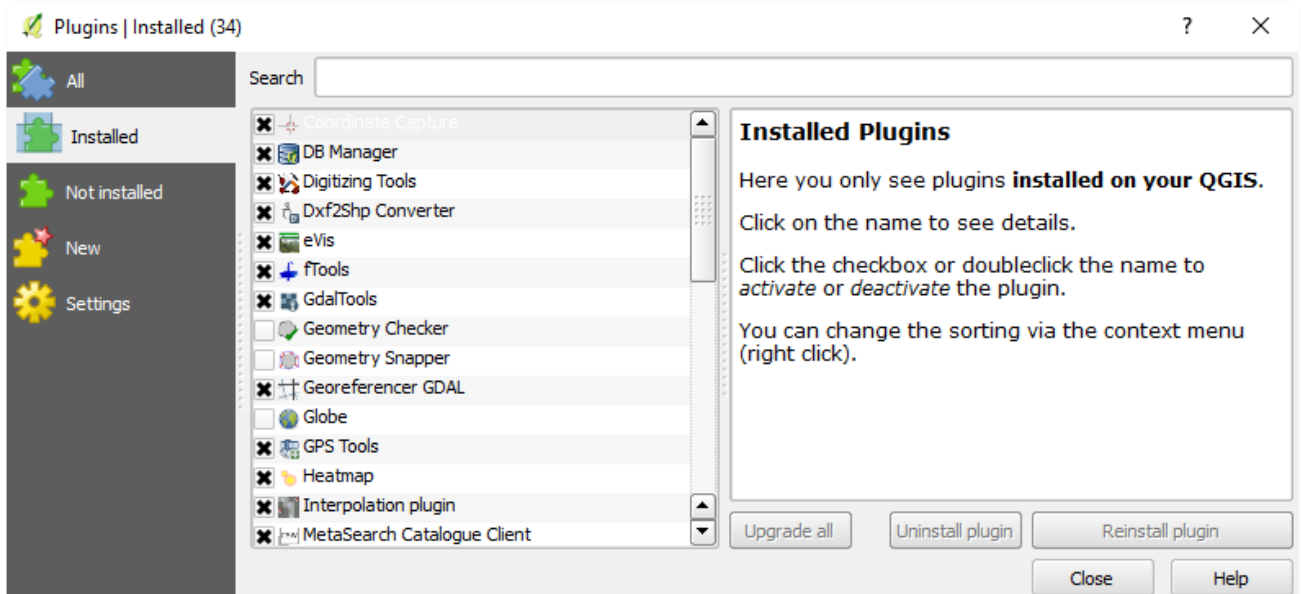 Plugins | Installed (34)
?
All
Installed
Not installed
New
Settings
Search
Coordinate Capture
DB Manager
Digitizing Tools
Dxf2Shp Converter
eVis
fTools
GdalTools
Geometry Checker
Geometry Snapper
Georeferencer GDAL
Globe
GPS Tools
Heatmap
Interpolation plugin
MetaSearch Catalogue Client
Installed Plugins
Here you only see plugins installed on your QGIS.
Click on the name to see details.
Click the checkbox or doubleclick the name to
activate or deactivate the plugin.
You can change the sorting via the context menu
(right click).
Upgrade all
Uninstall plugin
Reinstall plugin
Close
Help